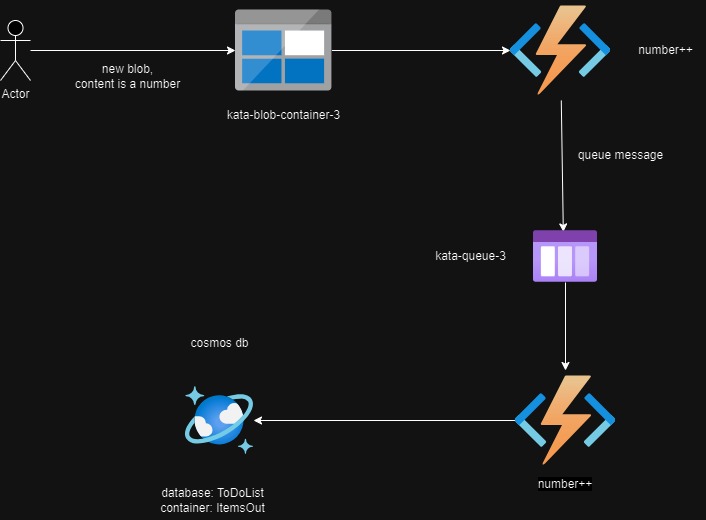 number++
new blob,
content is a number
Actor
kata-blob-container-3
queue message
kata-queue-3
cosmos db
number++
database: ToDoList
container: ItemsOut